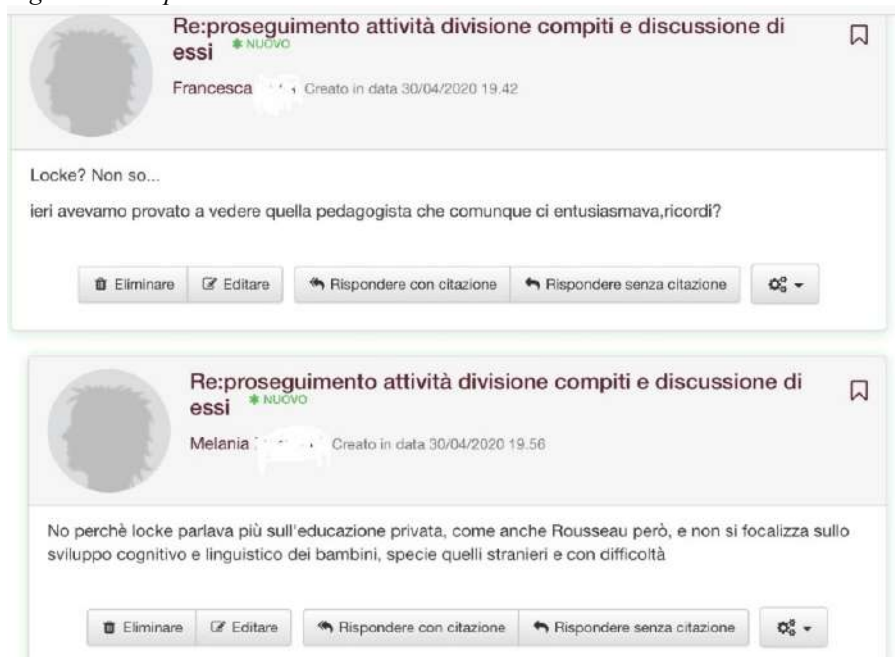 Re:proseguimento attività divisione compiti e discussione di
essi * NUOVO
Francesca Creato in data 30/04/2020 19.42
Locke? Non so...
ieri avevamo provato a vedere quella pedagogista che comunque ci entusiasmava,ricordi?
Eliminare Editare Rispondere con citazione Rispondere senza citazione
Re:proseguimento attività divisione compiti e discussione di
essi * NUOVO
Melania Creato in data 30/04/2020 19.56
No perchè locke parlava più sull'educazione privata, come anche Rousseau però, e non si focalizza sullo
sviluppo cognitivo e linguistico dei bambini, specie quelli stranieri e con difficoltà
Eliminare Editare Rispondere con citazione Rispondere senza citazione